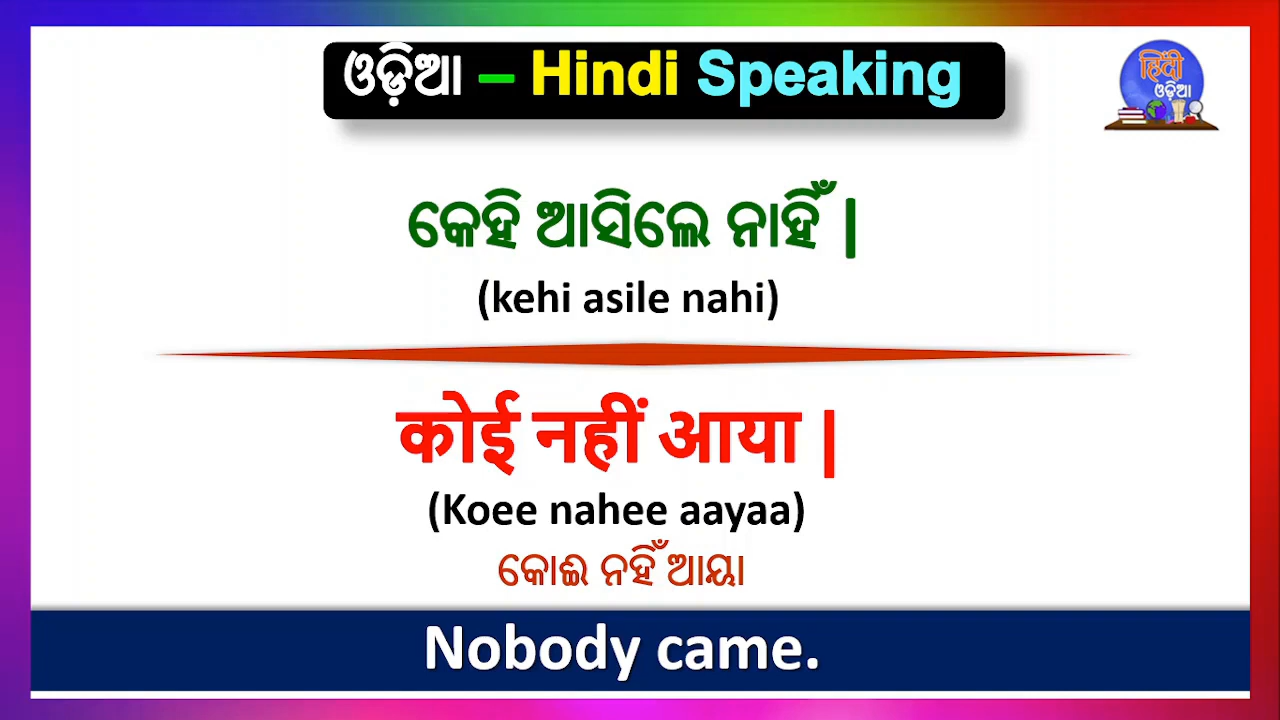 ଓଡ଼ିଆ – Hindi Speaking
हिंदी
ଓଡ଼ିଆ
କେହି ଆସିଲେ ନାହିଁ |
(kehi asile nahi)
कोई नहीं आया |
(Koee nahee aayaa)
କୋଈ ନହିଁ ଆୟା
Nobody came.